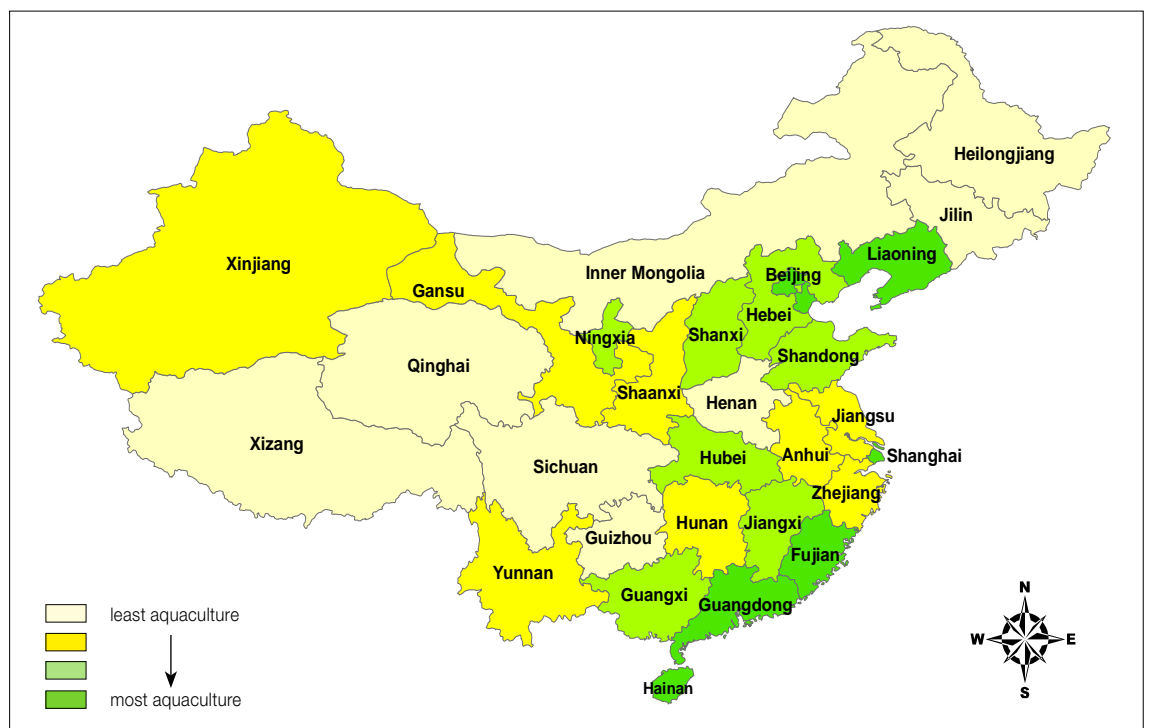 Heilongjiang
Jilin
Liaoning
Xinjiang
Inner Mongolia
Beijing
Gansu
Hebei
Ningxia
Shanxi
Shandong
Qinghai
Shaanxi
Henan
Jiangsu
Xizang
Sichuan
Hubei
Anhui
Shanghai
Zhejiang
Hunan
Jiangxi
Guizhou
Fujian
Yunnan
Guangxi
Guangdong
Hainan
least aquaculture
most aquaculture
N
W
E
S